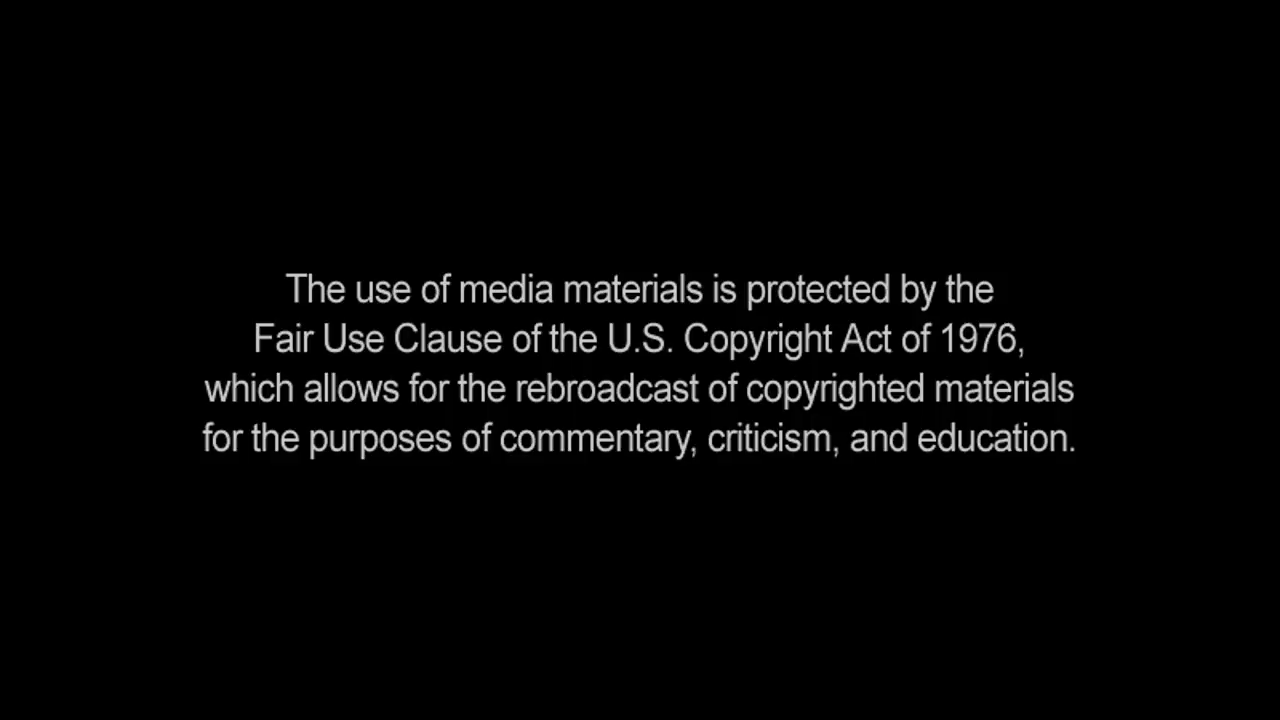 The use of media materials is protected by the
Fair Use Clause of the U.S. Copyright Act of 1976,
which allows for the rebroadcast of copyrighted materials
for the purposes of commentary, criticism, and education.